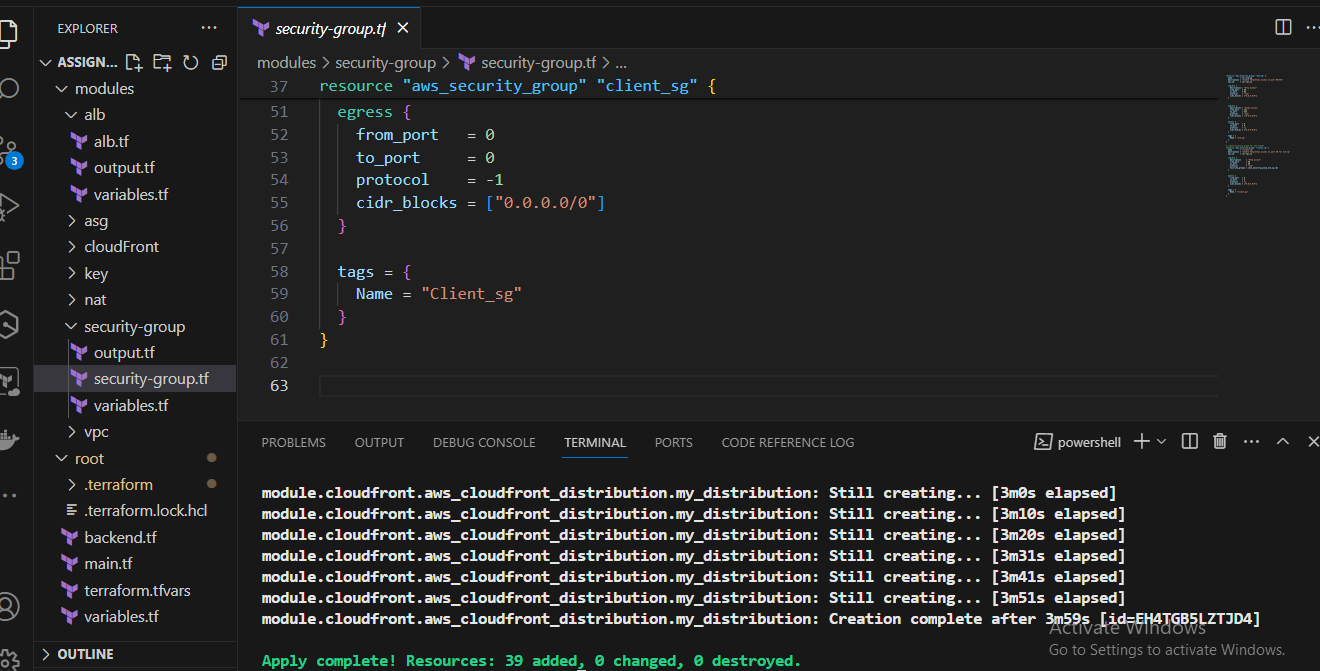 EXPLORER
ASSIGN...
modules
alb
alb.tf
output.tf
variables.tf
asg
cloudFront
key
nat
security-group
output.tf
security-group.tf
variables.tf
vpc
root
.terraform
.terraform.lock.hcl
backend.tf
main.tf
terraform.tfvars
variables.tf
OUTLINE
3
security-group.tf
modules > security-group > security-group.tf > ...
37 resource "aws_security_group" "client_sg" {
51 egress {
52 from_port = 0
53 to_port = 0
54 protocol = -1
55 cidr_blocks = ["0.0.0.0/0"]
56 }
57
58 tags = {
59 Name = "Client_sg"
60 }
61 }
62
63
PROBLEMS OUTPUT DEBUG CONSOLE TERMINAL PORTS CODE REFERENCE LOG powershell
module.cloudfront.aws_cloudfront_distribution.my_distribution: Still creating... [3m0s elapsed]
module.cloudfront.aws_cloudfront_distribution.my_distribution: Still creating... [3m10s elapsed]
module.cloudfront.aws_cloudfront_distribution.my_distribution: Still creating... [3m20s elapsed]
module.cloudfront.aws_cloudfront_distribution.my_distribution: Still creating... [3m31s elapsed]
module.cloudfront.aws_cloudfront_distribution.my_distribution: Still creating... [3m41s elapsed]
module.cloudfront.aws_cloudfront_distribution.my_distribution: Still creating... [3m51s elapsed]
module.cloudfront.aws_cloudfront_distribution.my_distribution: Creation complete after 3m59s [id=EH4TGB5LZTJD4]
Apply complete! Resources: 39 added, 0 changed, 0 destroyed.
Activate Windows
Go to Settings to activate Windows.